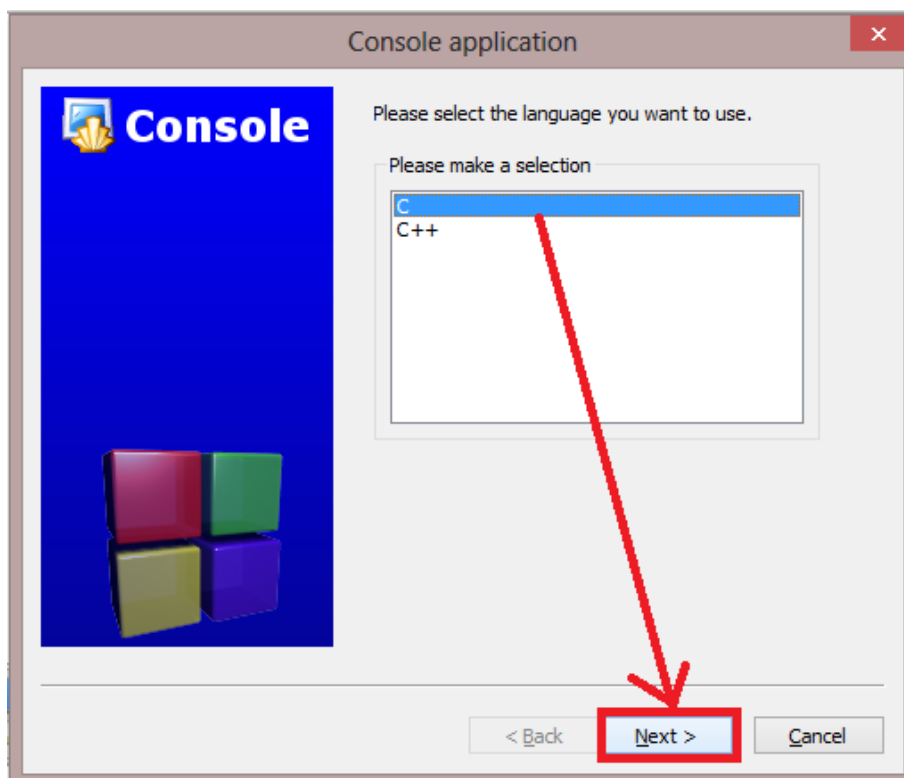 Console application
Console
Please select the language you want to use.
Please make a selection
C
C++
< Back
Next >
Cancel